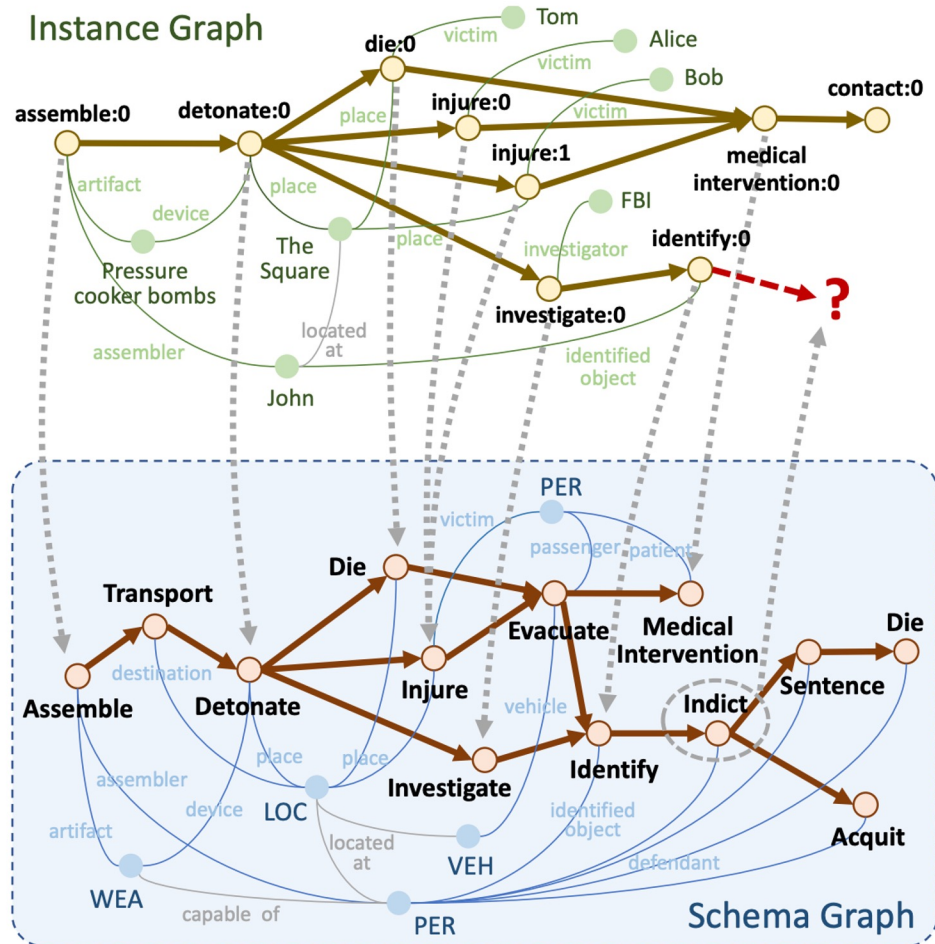 Instance Graph
Tom
victim
die:0
Alice
victim
Bob
contact:0
assemble:0
detonate:0
injure:0
place
victim
injure:1
medical
intervention:0
artifact
place
FBI
device
The
Square
place
investigator
identify:0
Pressure
cooker bombs
?
investigate:0
located
at
assembler
identified
object
John
PER
victim
passenger
patient
Die
Transport
Evacuate
Medical
Intervention
Die
destination
Injure
Sentence
Assemble
Detonate
vehicle
Indict
place
place
Investigate
Identify
assembler
LOC
device
identified
object
artifact
located
at
VEH
Acquit
defendant
WEA
capable of
PER
Schema Graph